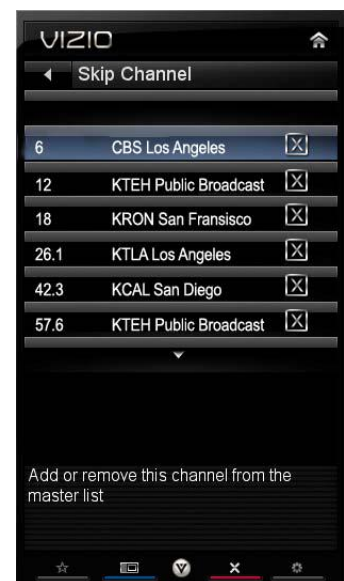 VIZIO
Skip Channel
6 CBS Los Angeles X
12 KTEH Public Broadcast X
18 KRON San Fransisco X
26.1 KTLA Los Angeles X
42.3 KCAL San Diego X
57.6 KTEH Public Broadcast X
Add or remove this channel from the
master list
V X